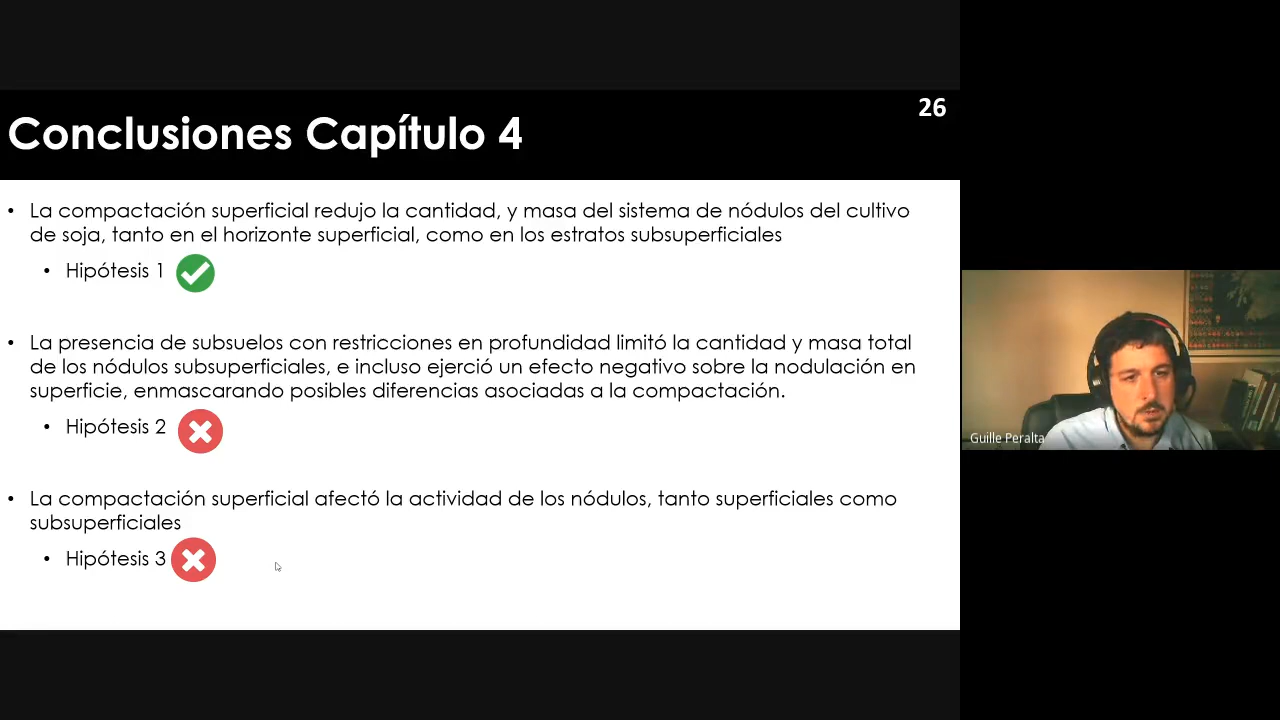 26
Conclusiones Capítulo 4
• La compactación superficial redujo la cantidad, y masa del sistema de nódulos del cultivo
de soja, tanto en el horizonte superficial, como en los estratos subsuperficiales
• Hipótesis 1
• La presencia de subsuelos con restricciones en profundidad limitó la cantidad y masa total
de los nódulos subsuperficiales, e incluso ejerció un efecto negativo sobre la nodulación en
superficie, enmascarando posibles diferencias asociadas a la compactación.
• Hipótesis 2
• La compactación superficial afectó la actividad de los nódulos, tanto superficiales como
subsuperficiales
• Hipótesis 3
Guille Peralta